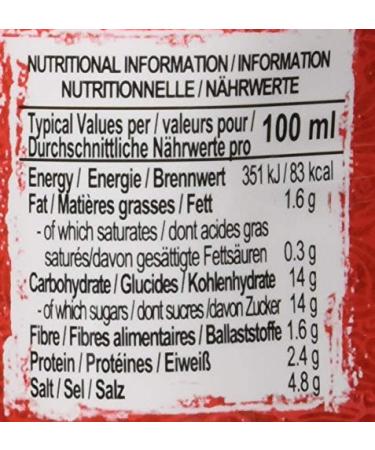 NUTRITIONAL INFORMATION / INFORMATION
NUTRITIONNELLE / NÄHRWERTE
Typical Values per / valeurs pour / 100 ml
Durchschnittliche Nährwerte pro
Energy / Energie / Brennwert 351 kJ / 83 kcal
Fat / Matières grasses / Fett 1.6 g
- of which saturates / dont acides gras
saturés/davon gesättigte Fettsäuren 0.3 g
Carbohydrate / Glucides / Kohlenhydrate 14 g
- of which sugars / dont sucres /davon Zucker 14 g
Fibre / Fibres alimentaires / Ballaststoffe 1.6 g
Protein / Protéines / Eiweiß 2.4 g
Salt / Sel / Salz 4.8 g